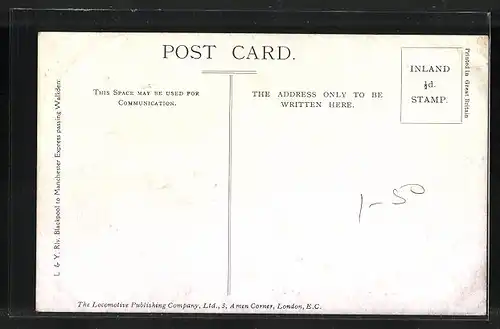 POST CARD.
THIS SPACE MAY BE USED FOR
COMMUNICATION.
THE ADDRESS ONLY TO BE
WRITTEN HERE.
INLAND
½d.
STAMP.
Printed in Great Britain
L & Y. Rly. Blackpool to Manchester Express passing Walliden
1-50
The Locomotive Publishing Company, Ltd., 3, Amen Corner, London, E.C.